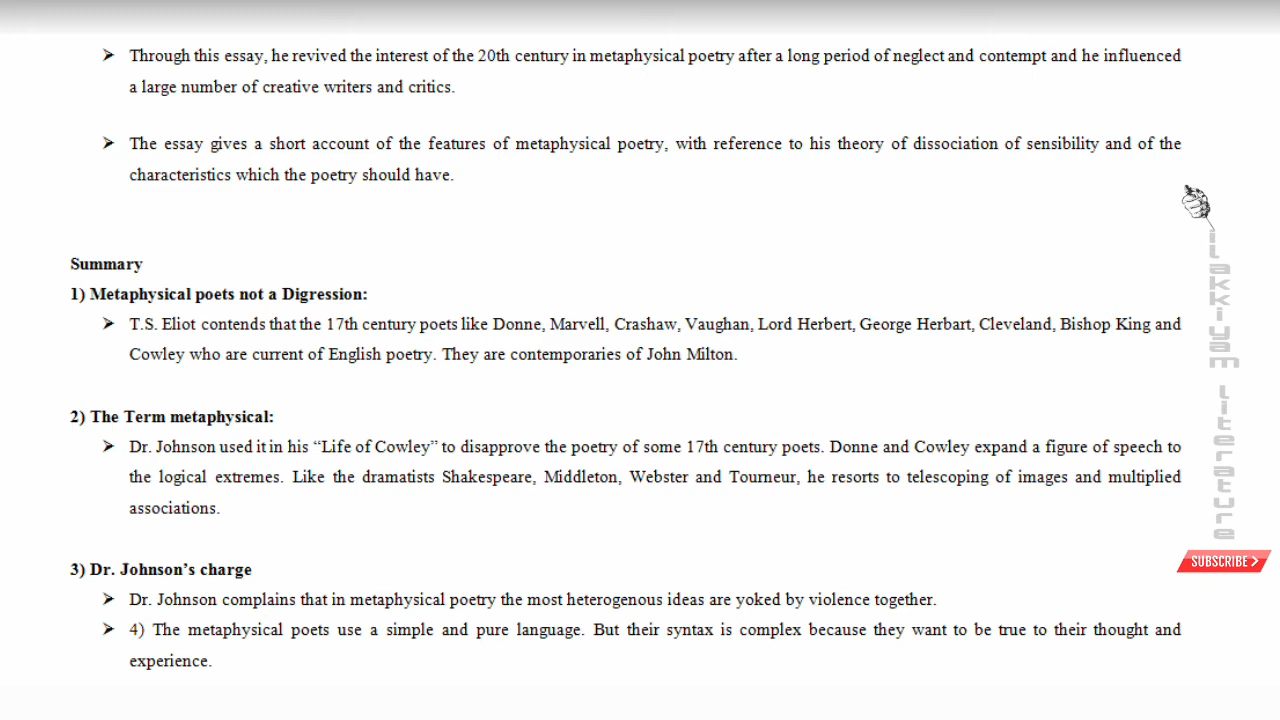 ➤ Through this essay, he revived the interest of the 20th century in metaphysical poetry after a long period of neglect and contempt and he influenced
a large number of creative writers and critics.
➤ The essay gives a short account of the features of metaphysical poetry, with reference to his theory of dissociation of sensibility and of the
characteristics which the poetry should have.
Summary
1) Metaphysical poets not a Digression:
➤ T.S. Eliot contends that the 17th century poets like Donne, Marvell, Crashaw, Vaughan, Lord Herbert, George Herbart, Cleveland, Bishop King and
Cowley who are current of English poetry. They are contemporaries of John Milton.
2) The Term metaphysical:
➤ Dr. Johnson used it in his “Life of Cowley” to disapprove the poetry of some 17th century poets. Donne and Cowley expand a figure of speech to
the logical extremes. Like the dramatists Shakespeare, Middleton, Webster and Tourneur, he resorts to telescoping of images and multiplied
associations.
3) Dr. Johnson’s charge
➤ Dr. Johnson complains that in metaphysical poetry the most heterogenous ideas are yoked by violence together.
➤ 4) The metaphysical poets use a simple and pure language. But their syntax is complex because they want to be true to their thought and
experience.
iLakkiyam Literature
SUBSCRIBE >